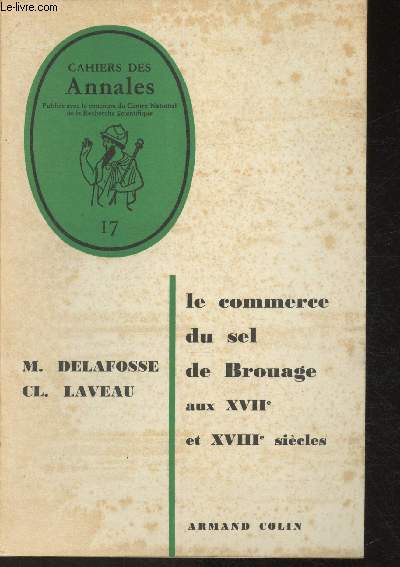 Le-livre.com
CAHIERS DES
Annales
Publiés avec le concours du Centre National
de la Recherche Scientifique
17
le commerce
du sel
de Brouage
aux XVIIe
et XVIIIe siècles
M. DELAFOSSE
CL. LAVEAU
ARMAND COLIN